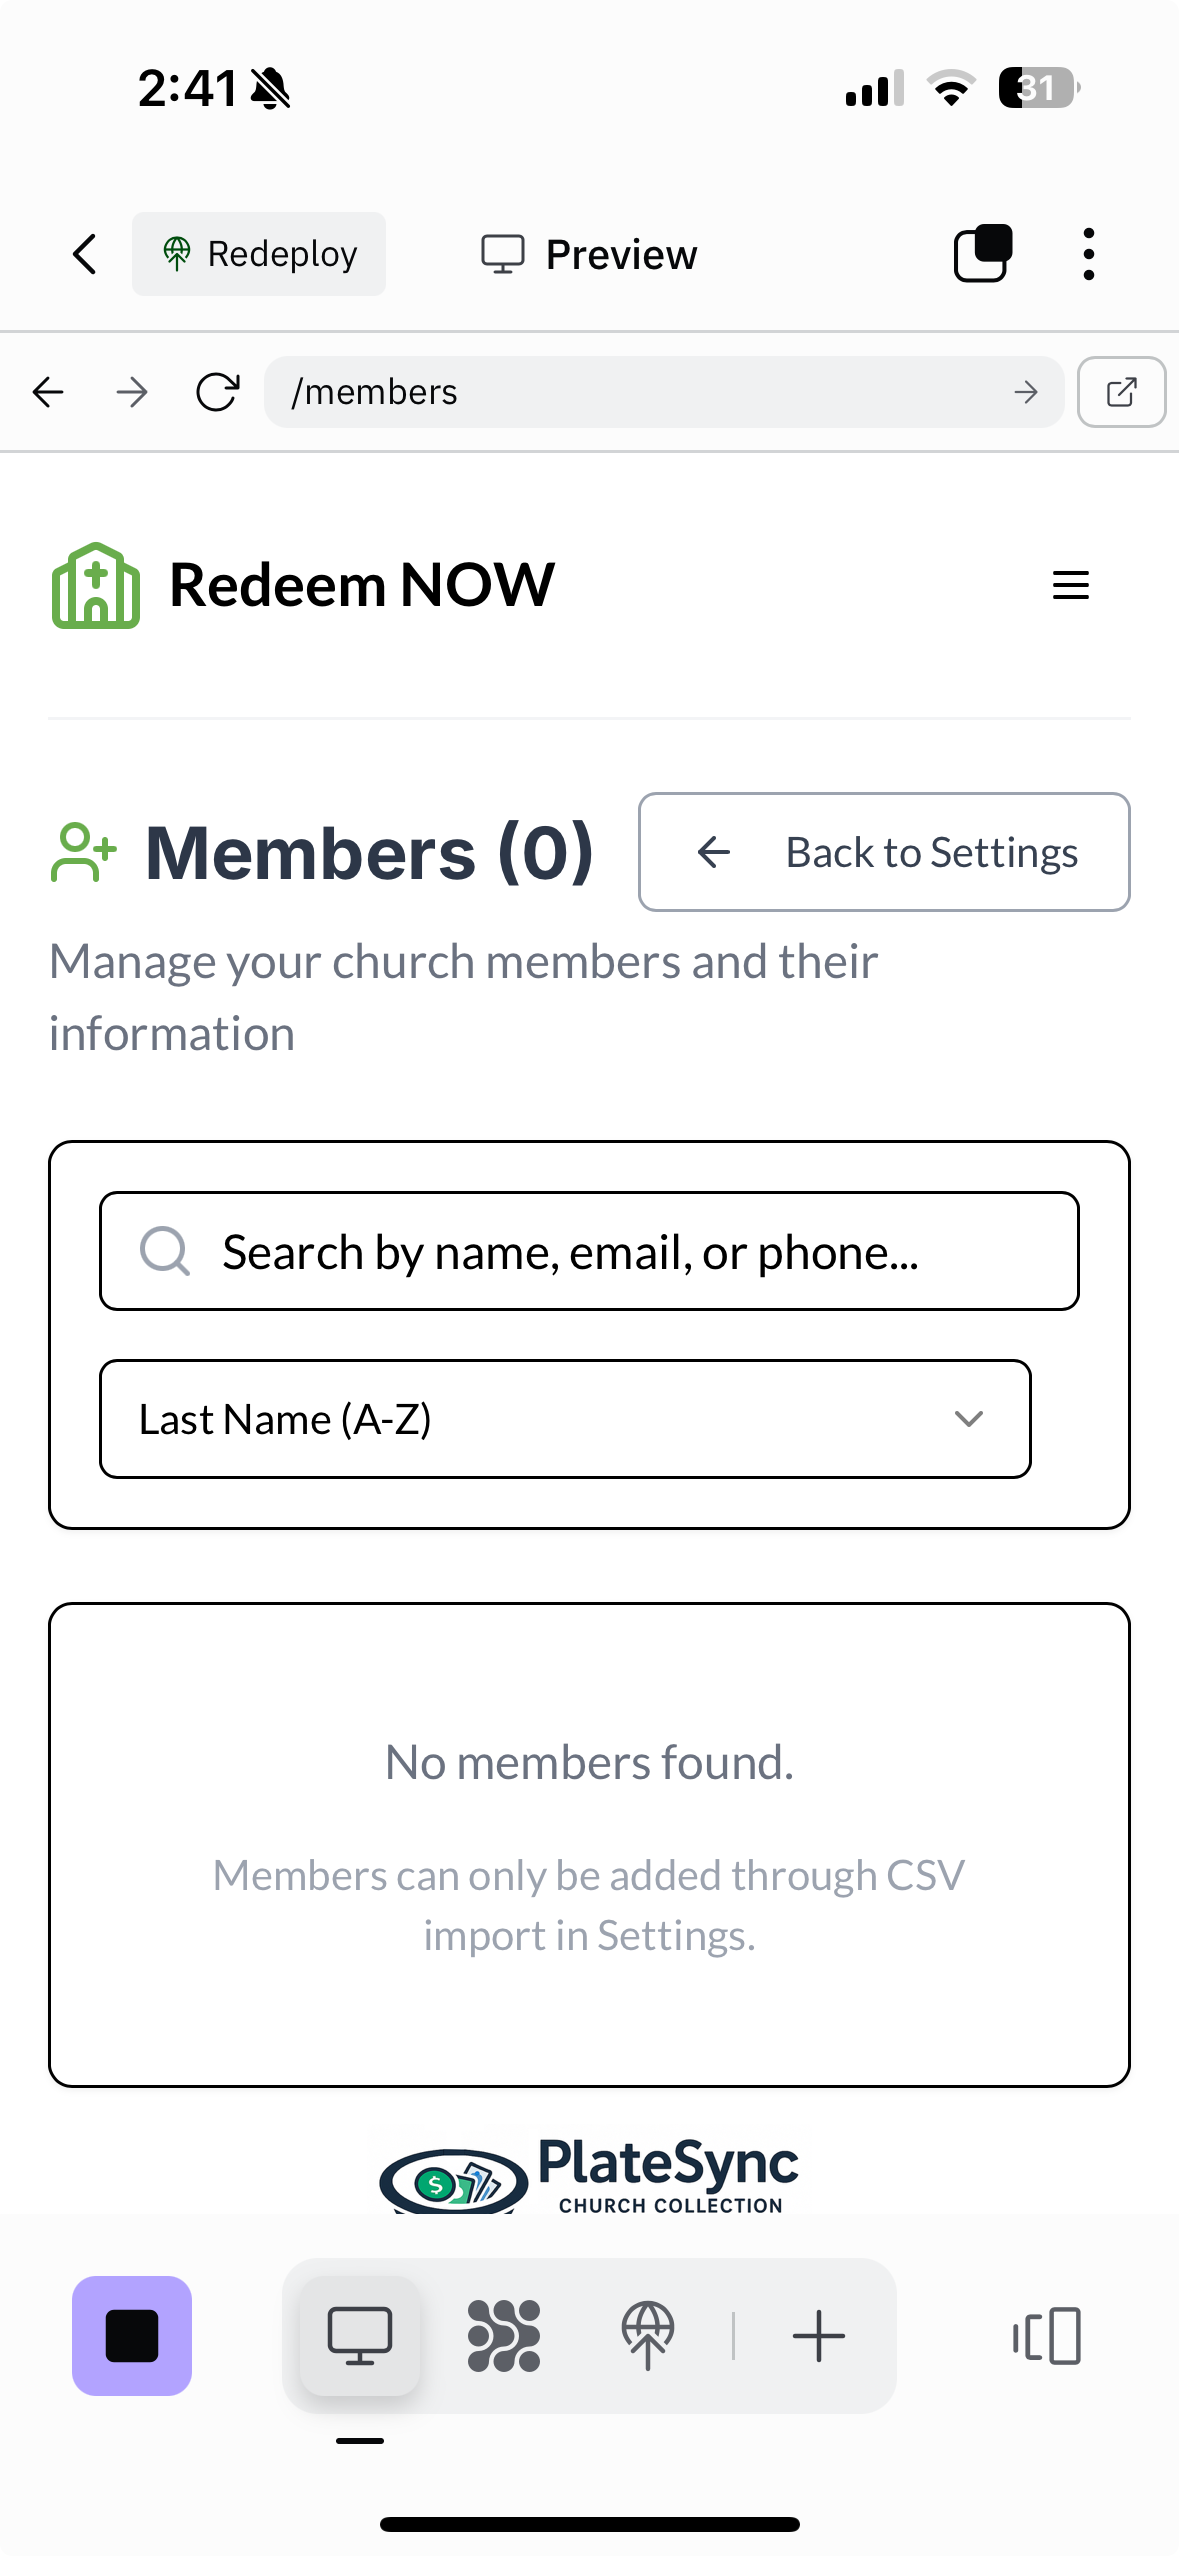 2:41
31
Redeploy
Preview
/members
Redeem NOW
Members (0)
Back to Settings
Manage your church members and their
information
Search by name, email, or phone...
Last Name (A-Z)
No members found.
Members can only be added through CSV
import in Settings.
PlateSync
CHURCH COLLECTION